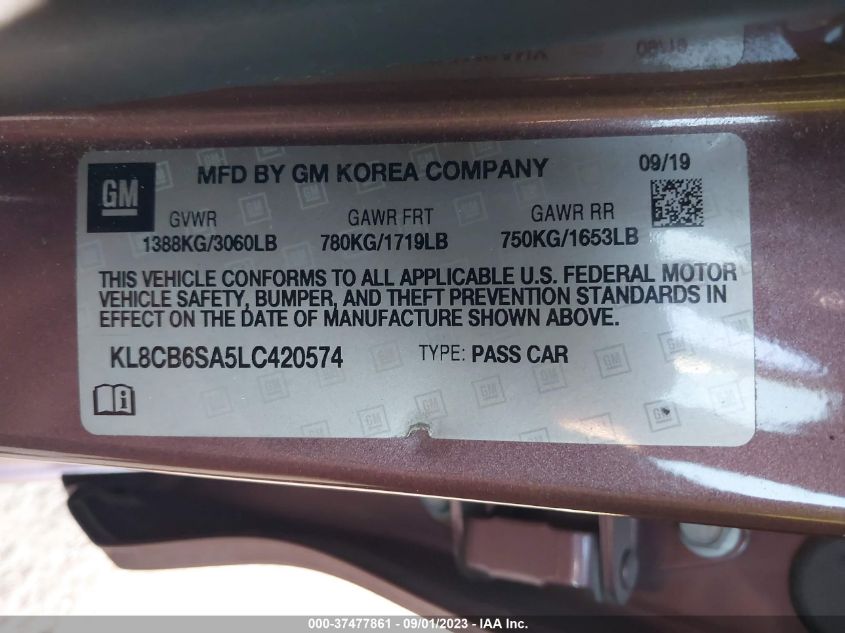 08/80
GM
MFD BY GM KOREA COMPANY
09/19
GVWR GAWR FRT GAWR RR
1388KG/3060LB 780KG/1719LB 750KG/1653LB
THIS VEHICLE CONFORMS TO ALL APPLICABLE U.S. FEDERAL MOTOR
VEHICLE SAFETY, BUMPER, AND THEFT PREVENTION STANDARDS IN
EFFECT ON THE DATE OF MANUFACTURE SHOWN ABOVE.
KL8CB6SA5LC420574 TYPE: PASS CAR
000-37477861 - 09/01/2023 - IAA Inc.